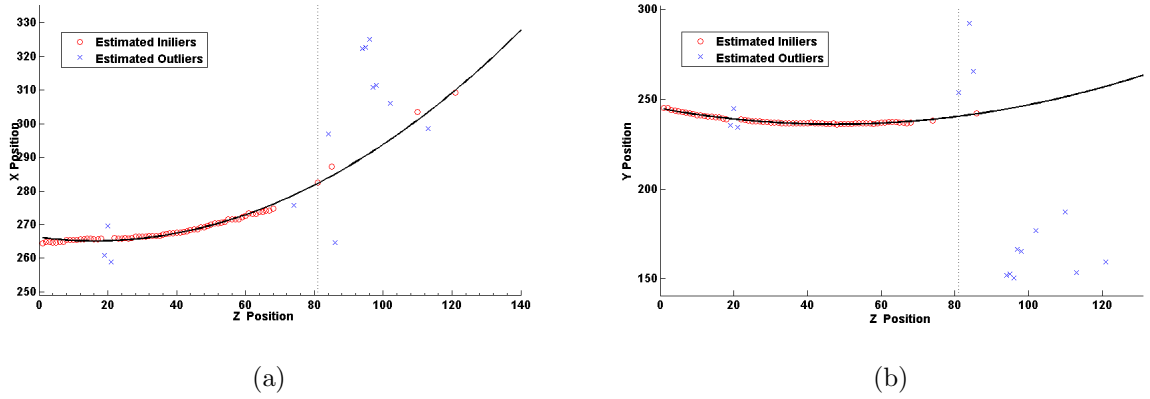 330
320
310
300
290
280
270
260
250
X Position
Estimated Iniliers
Estimated Outliers
0 20 40 60 80 100 120 140
Z Position
(a)
300
250
200
150
Y Position
Estimated Iniliers
Estimated Outliers
0 20 40 60 80 100 120
Z Position
(b)